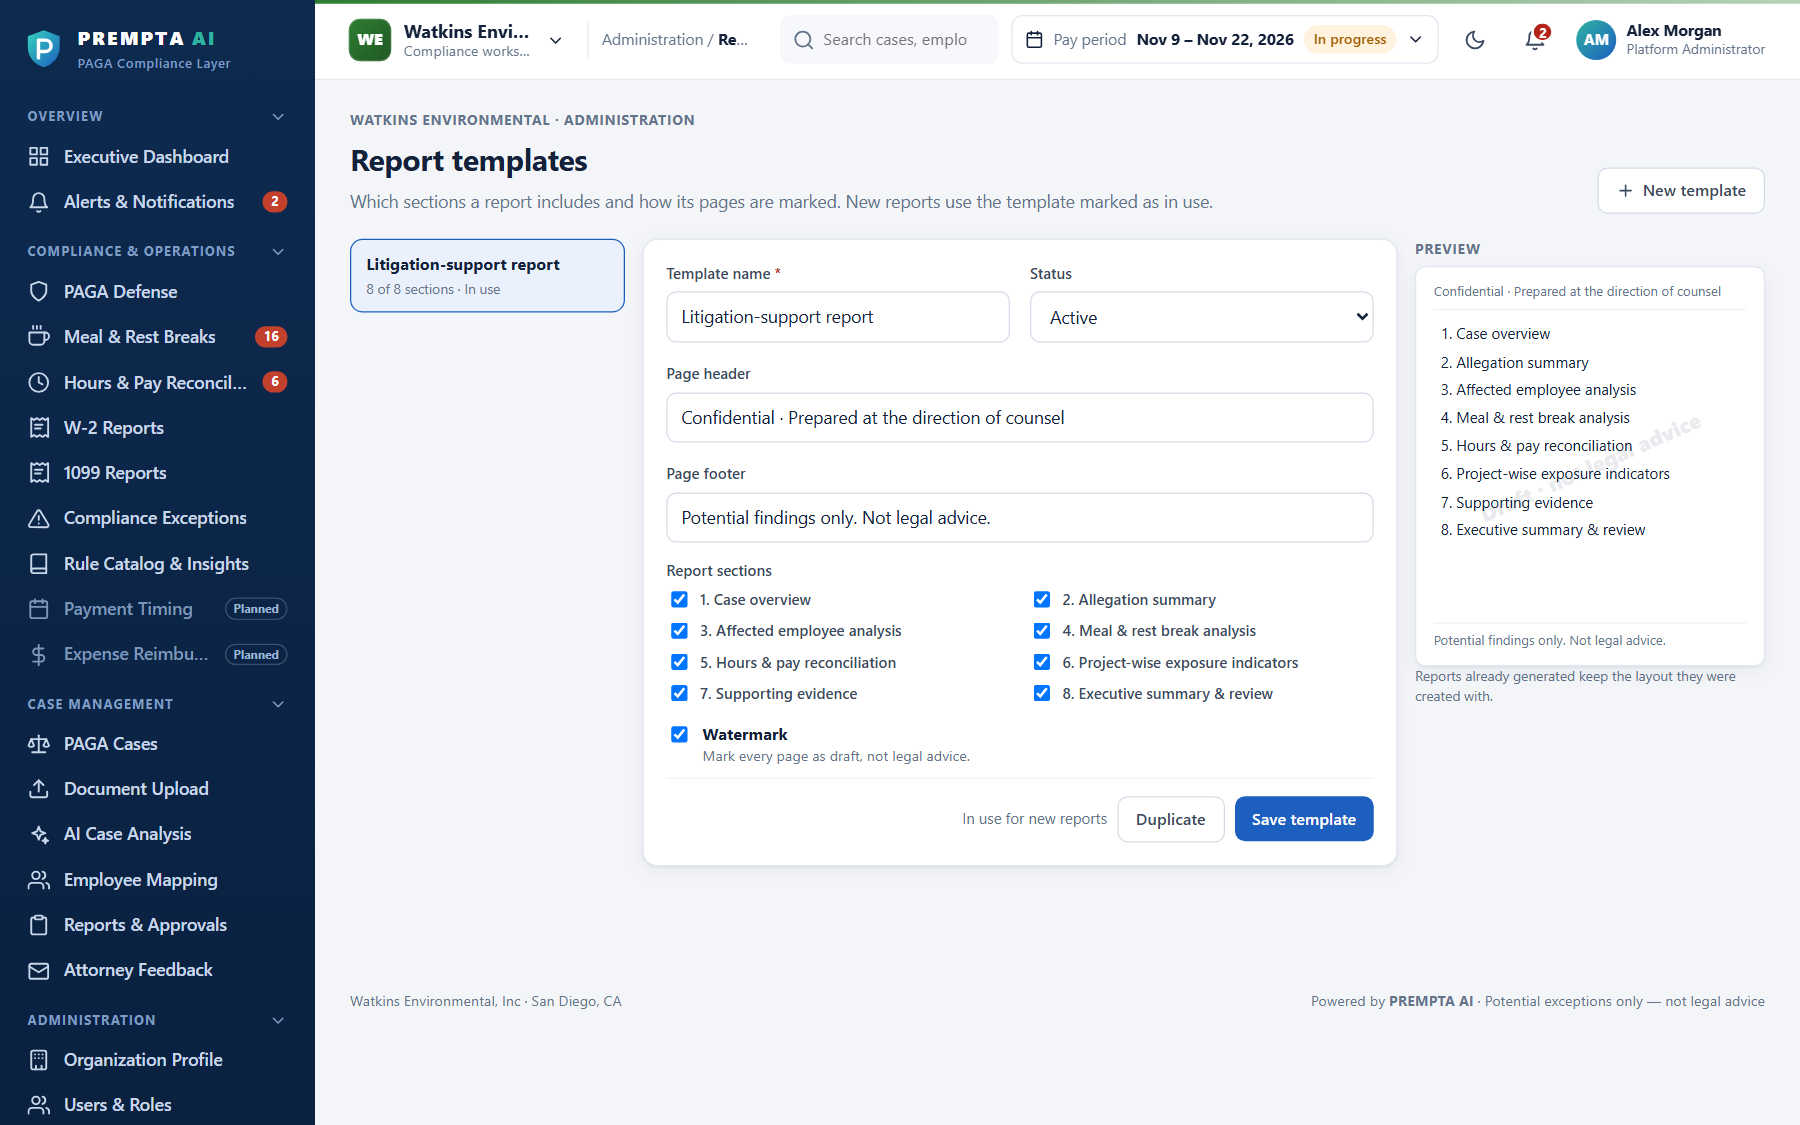 PREMPTA AI
PAGA Compliance Layer
OVERVIEW
Executive Dashboard
Alerts & Notifications 2
COMPLIANCE & OPERATIONS
PAGA Defense
Meal & Rest Breaks 16
Hours & Pay Reconcil... 6
W-2 Reports
1099 Reports
Compliance Exceptions
Rule Catalog & Insights
Payment Timing Planned
Expense Reimbu... Planned
CASE MANAGEMENT
PAGA Cases
Document Upload
AI Case Analysis
Employee Mapping
Reports & Approvals
Attorney Feedback
ADMINISTRATION
Organization Profile
Users & Roles
WE
Watkins Envi...
Compliance works...
Administration / Re...
Search cases, emplo
Pay period Nov 9 – Nov 22, 2026 In progress
2
AM
Alex Morgan
Platform Administrator
WATKINS ENVIRONMENTAL · ADMINISTRATION
Report templates
Which sections a report includes and how its pages are marked. New reports use the template marked as in use.
New template
Litigation-support report
8 of 8 sections · In use
Template name *
Litigation-support report
Status
Active
Page header
Confidential · Prepared at the direction of counsel
Page footer
Potential findings only. Not legal advice.
Report sections
1. Case overview
2. Allegation summary
3. Affected employee analysis
4. Meal & rest break analysis
5. Hours & pay reconciliation
6. Project-wise exposure indicators
7. Supporting evidence
8. Executive summary & review
Watermark
Mark every page as draft, not legal advice.
In use for new reports
Duplicate
Save template
PREVIEW
Confidential · Prepared at the direction of counsel
1. Case overview
2. Allegation summary
3. Affected employee analysis
4. Meal & rest break analysis
5. Hours & pay reconciliation
6. Project-wise exposure indicators
7. Supporting evidence
8. Executive summary & review
Draft · not legal advice
Potential findings only. Not legal advice.
Reports already generated keep the layout they were
created with.
Watkins Environmental, Inc · San Diego, CA
Powered by PREMPTA AI · Potential exceptions only — not legal advice